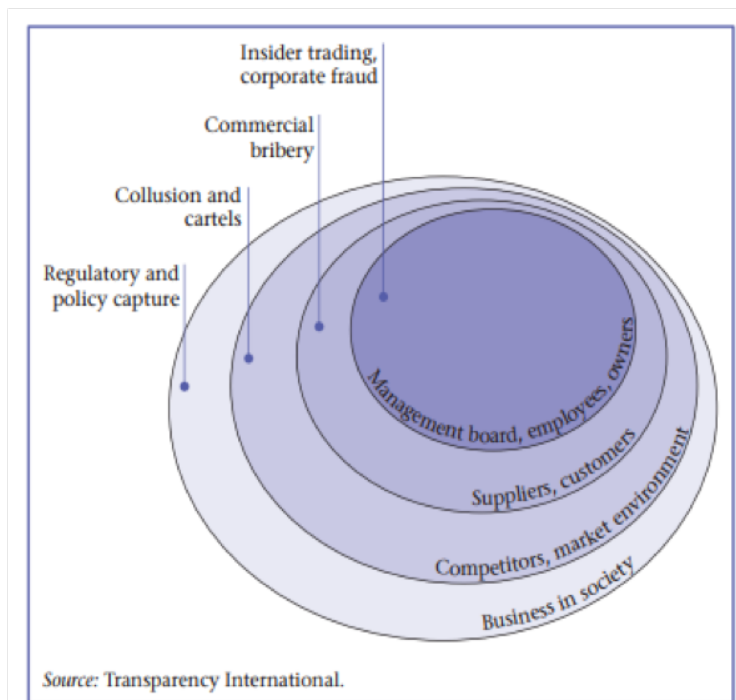 Insider trading,
corporate fraud
Commercial
bribery
Collusion and
cartels
Regulatory and
policy capture
Management board, employees, owners
Suppliers, customers
Competitors, market environment
Business in society
Source: Transparency International.